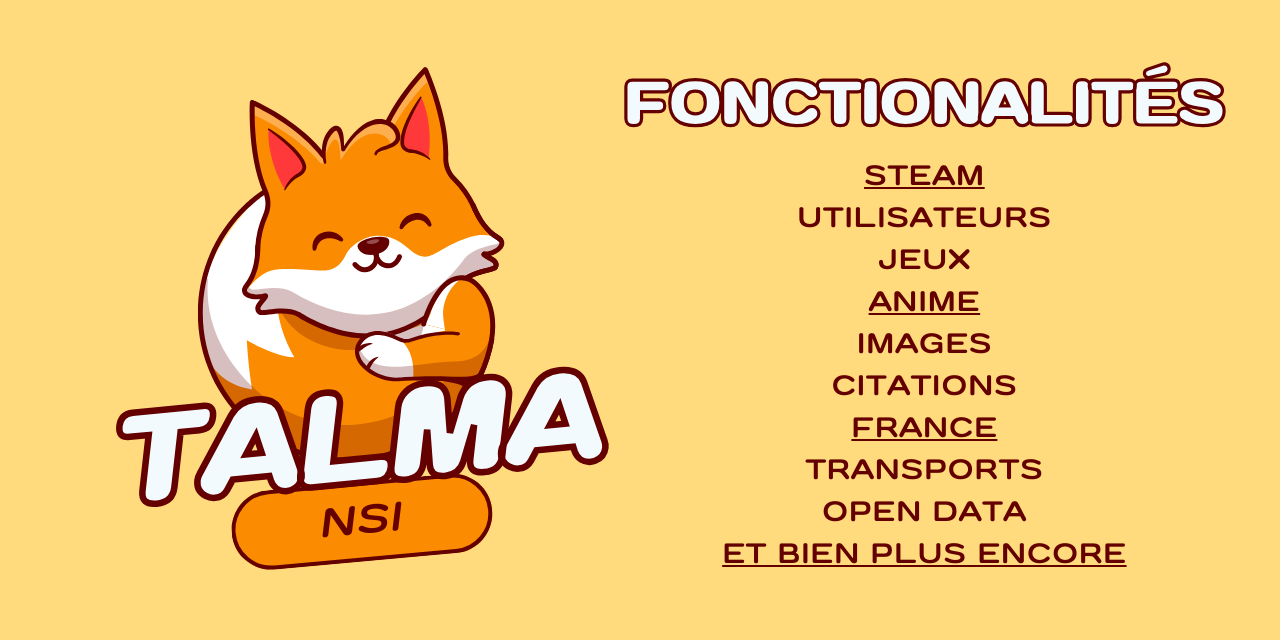 TALMA
NSI
FONCTIONALITÉS
STEAM
UTILISATEURS
JEUX
ANIME
IMAGES
CITATIONS
FRANCE
TRANSPORTS
OPEN DATA
ET BIEN PLUS ENCORE